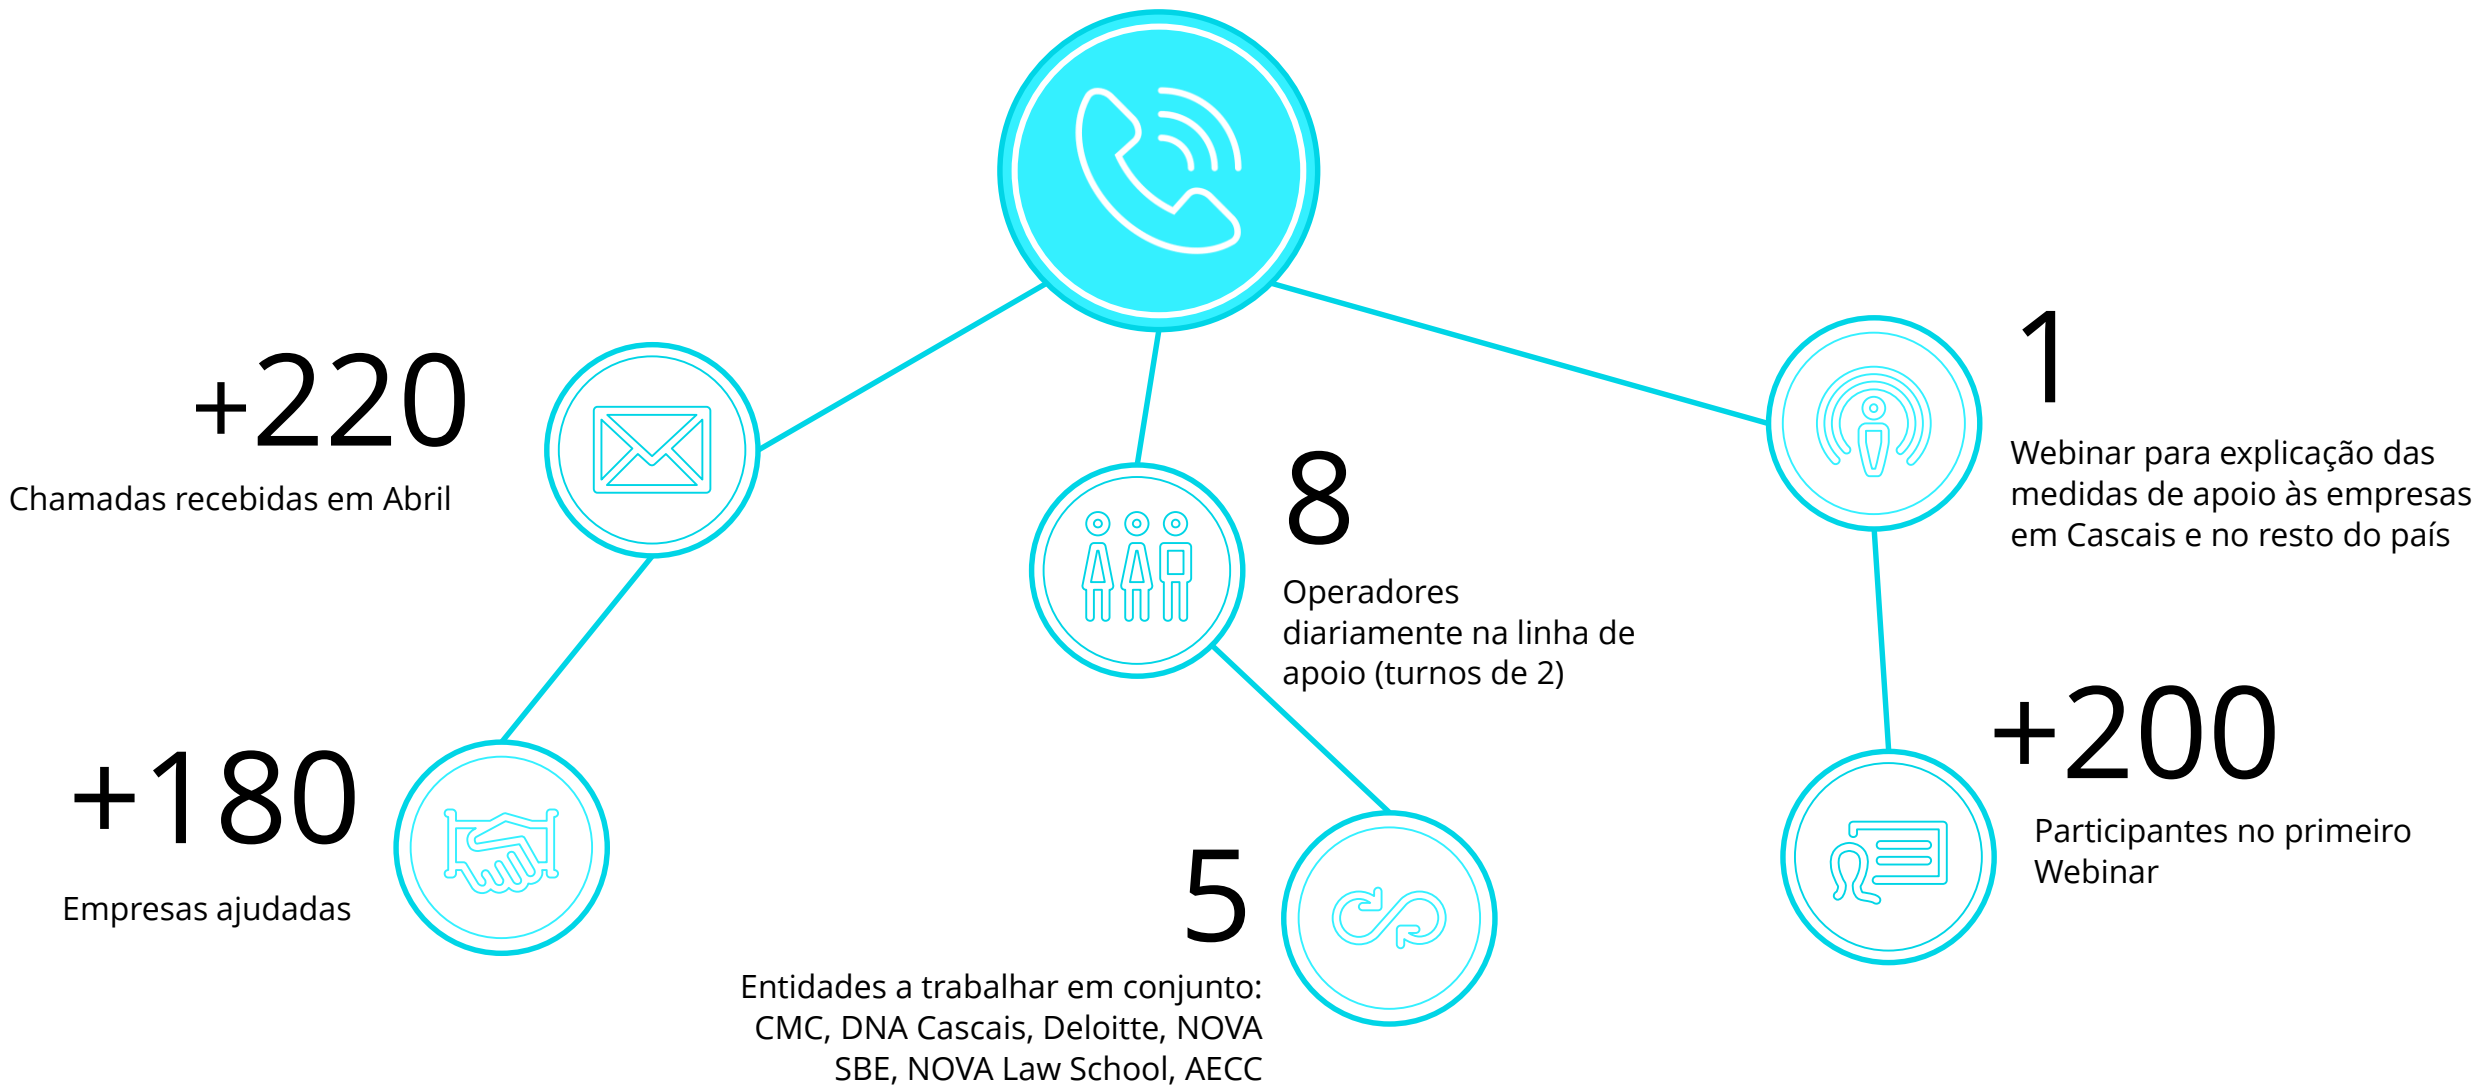 +220
Chamadas recebidas em Abril
+180
Empresas ajudadas
8
Operadores
diariamente na linha de
apoio (turnos de 2)
5
Entidades a trabalhar em conjunto:
CMC, DNA Cascais, Deloitte, NOVA
SBE, NOVA Law School, AECC
1
Webinar para explicação das
medidas de apoio às empresas
em Cascais e no resto do país
+200
Participantes no primeiro
Webinar